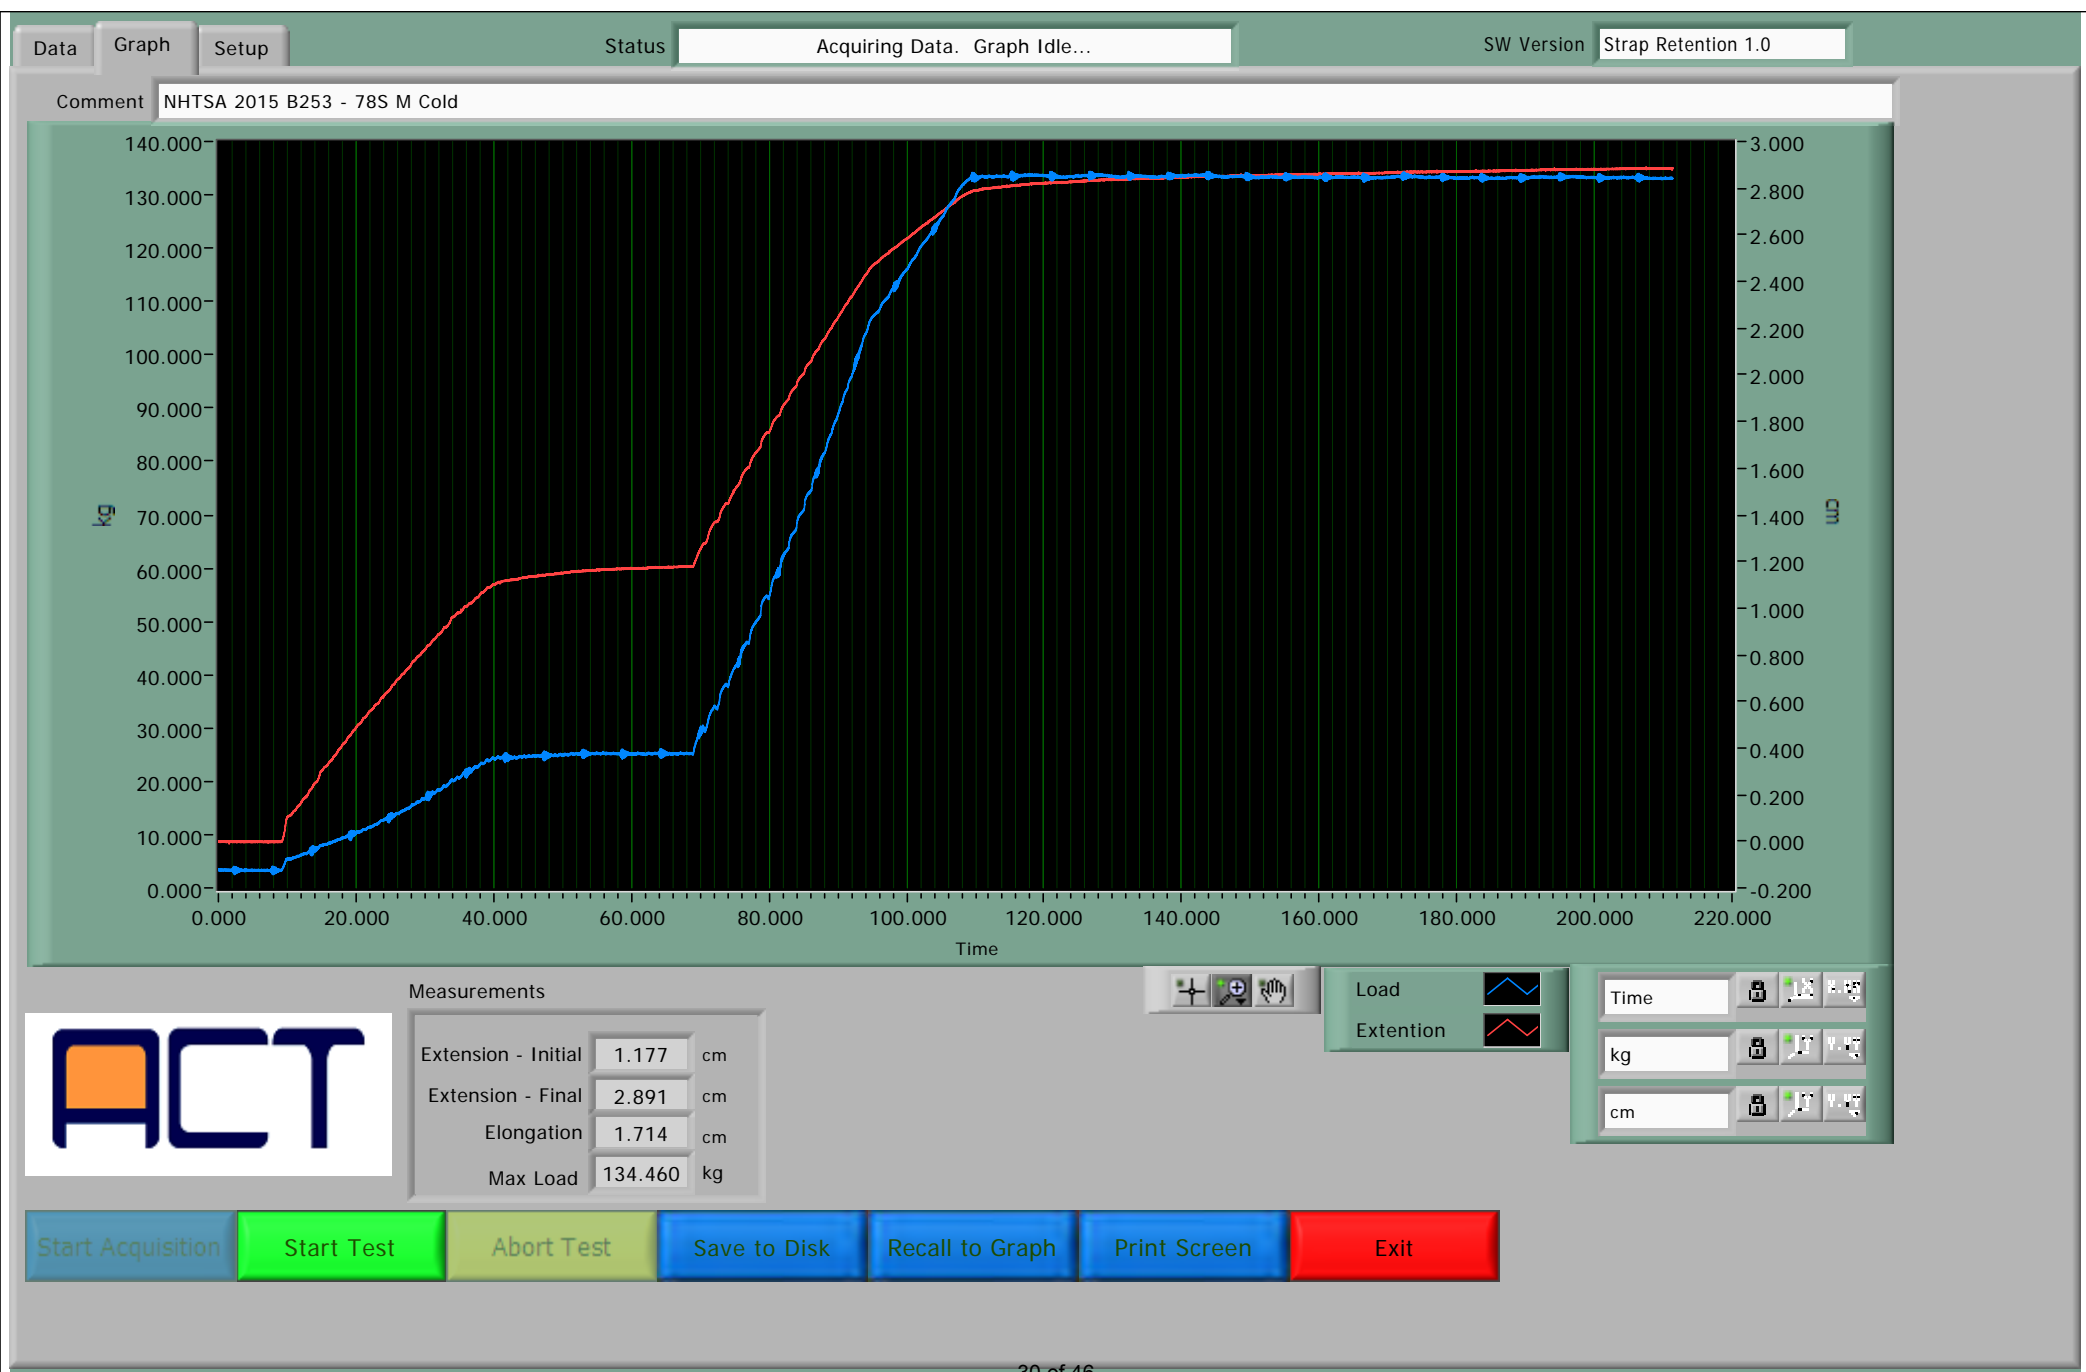 Data Graph Setup Status Acquiring Data.  Graph Idle... SW Version Strap Retention 1.0
Comment NHTSA 2015 B253 - 78S M Cold
140.000
130.000
120.000
110.000
100.000
90.000
80.000
70.000
60.000
50.000
40.000
30.000
20.000
10.000
0.000
kg
3.000
2.800
2.600
2.400
2.200
2.000
1.800
1.600
1.400
1.200
1.000
0.800
0.600
0.400
0.200
0.000
-0.200
cm
0.000 20.000 40.000 60.000 80.000 100.000 120.000 140.000 160.000 180.000 200.000 220.000
Time
Load
Extention
Time
kg
cm
Measurements
Extension - Initial 1.177 cm
Extension - Final 2.891 cm
Elongation 1.714 cm
Max Load 134.460 kg
ACT
Start Acquisition Start Test Abort Test Save to Disk Recall to Graph Print Screen Exit
30 of 46